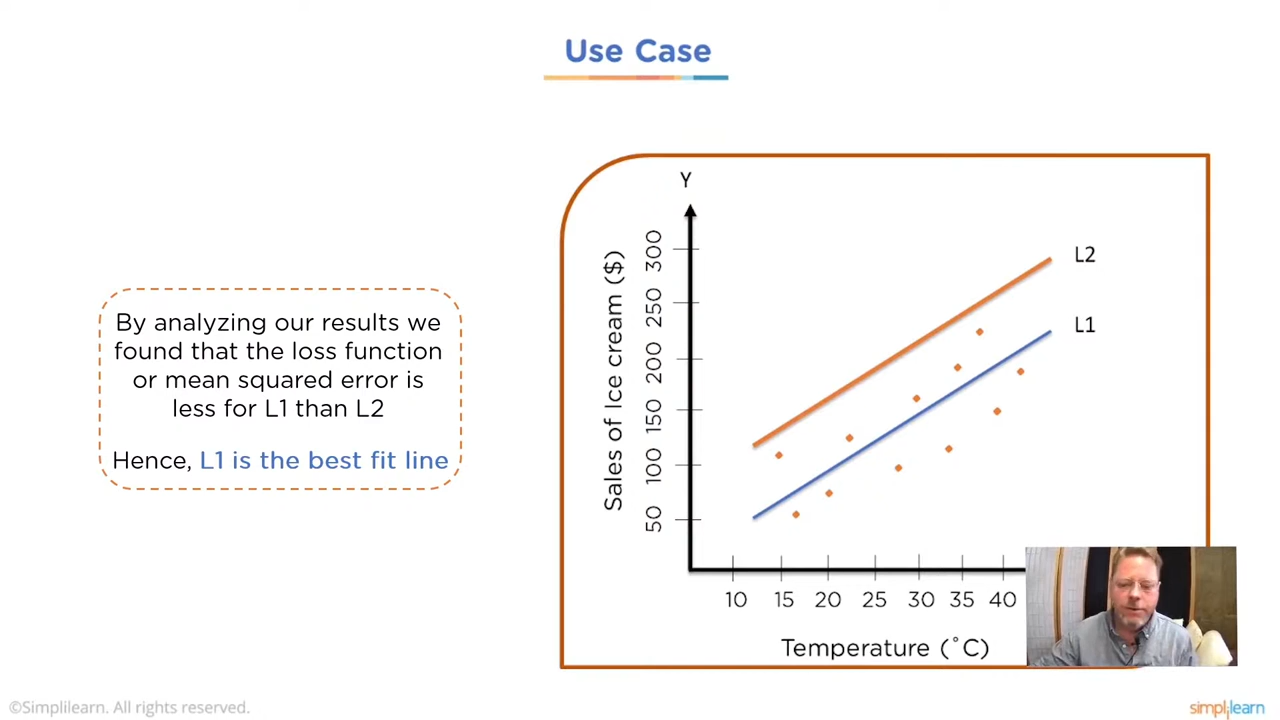 Use Case
By analyzing our results we
found that the loss function
or mean squared error is
less for L1 than L2
Hence, L1 is the best fit line
Y
Sales of Ice cream ($)
300
250
200
150
100
50
L2
L1
10 15 20 25 30 35 40
Temperature (˚C)
©Simplilearn. All rights reserved.
simplilearn